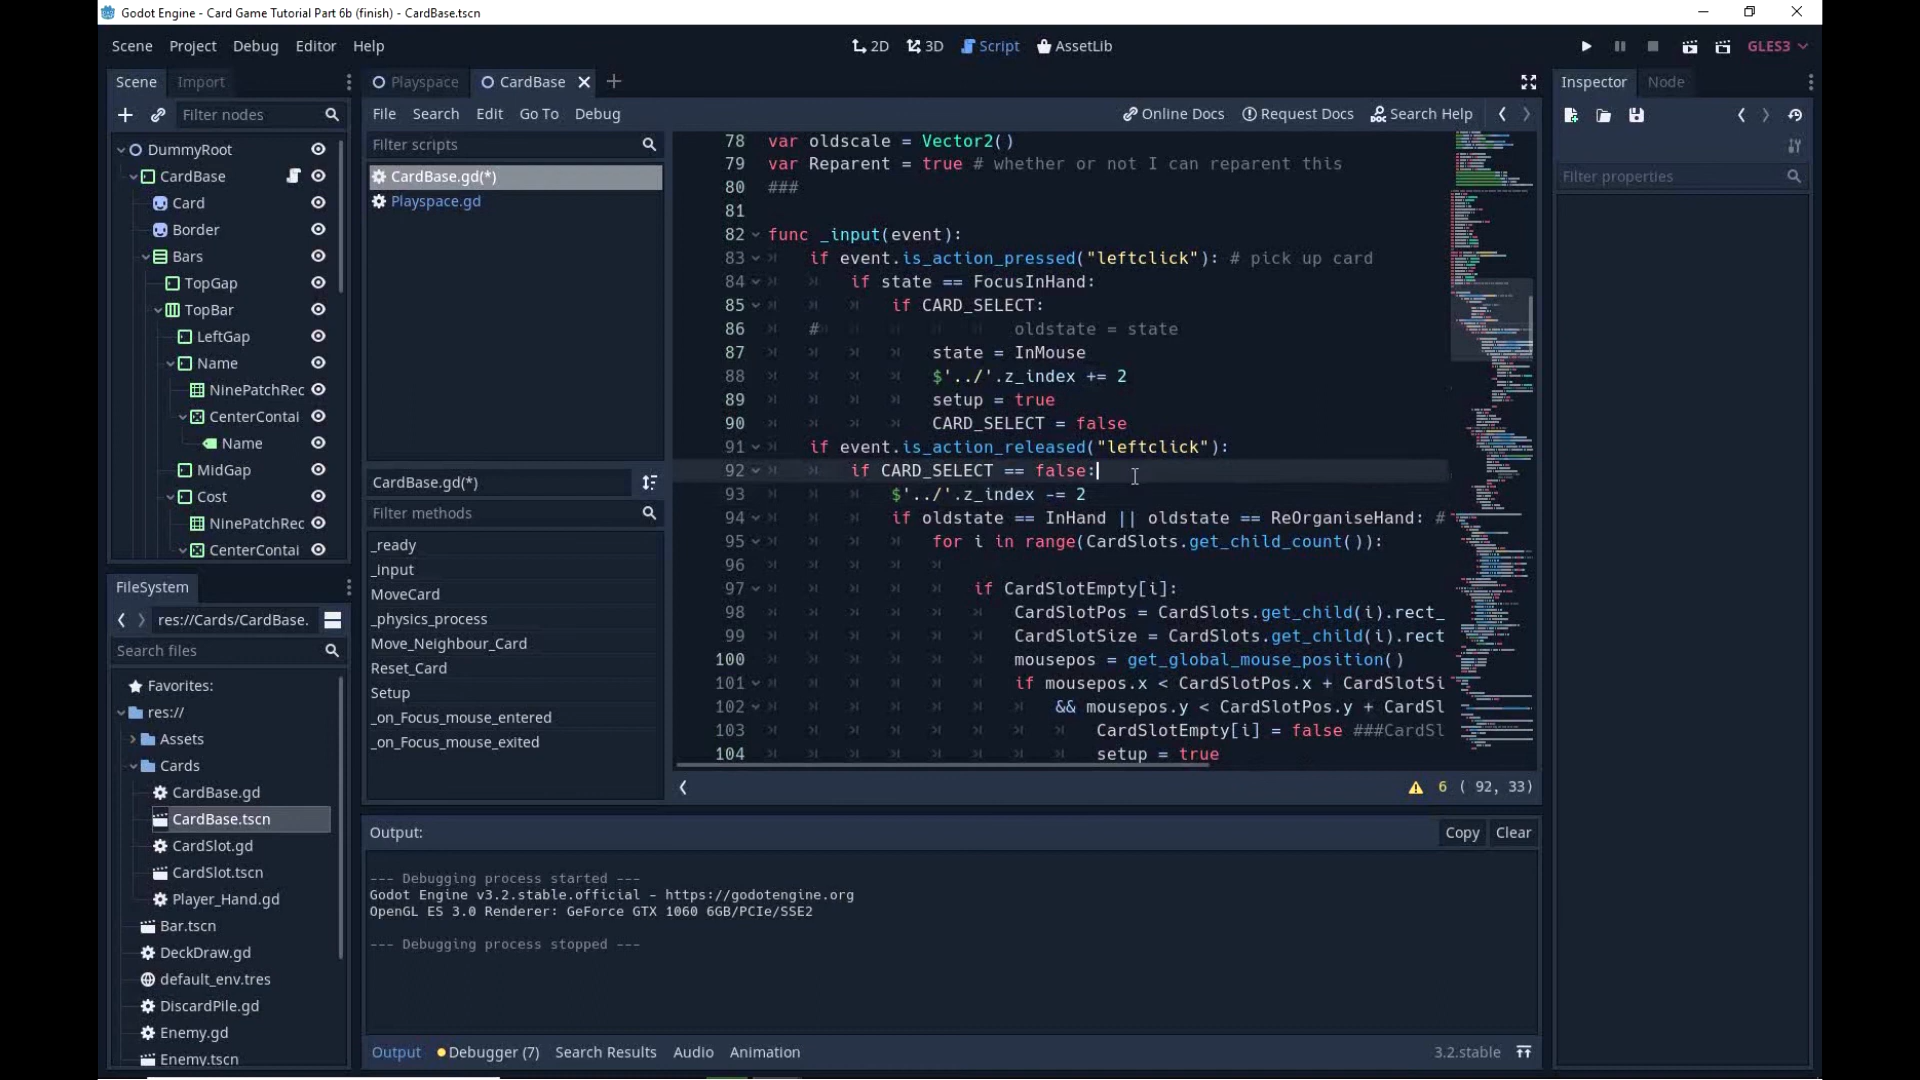 Godot Engine - Card Game Tutorial Part 6b (finish) - CardBase.tscn
Scene Project Debug Editor Help
2D 3D Script AssetLib
GLES3
Scene Import
Filter nodes
DummyRoot
CardBase
Card
Border
Bars
TopGap
TopBar
LeftGap
Name
NinePatchRec
CenterContai
Name
MidGap
Cost
NinePatchRec
CenterContai
FileSystem
res://Cards/CardBase.
Search files
Favorites:
res://
Assets
Cards
CardBase.gd
CardBase.tscn
CardSlot.gd
CardSlot.tscn
Player_Hand.gd
Bar.tscn
DeckDraw.gd
default_env.tres
DiscardPile.gd
Enemy.gd
Enemy.tscn
Playspace CardBase
File Search Edit Go To Debug
Online Docs Request Docs Search Help
Filter scripts
CardBase.gd(*)
Playspace.gd
CardBase.gd(*)
Filter methods
_ready
_input
MoveCard
_physics_process
Move_Neighbour_Card
Reset_Card
Setup
_on_Focus_mouse_entered
_on_Focus_mouse_exited
78 var oldscale = Vector2()
79 var Reparent = true # whether or not I can reparent this
80 ###
81
82 func _input(event):
83 if event.is_action_pressed("leftclick"): # pick up card
84 if state == FocusInHand:
85 if CARD_SELECT:
86 # oldstate = state
87 state = InMouse
88 $'../'.z_index += 2
89 setup = true
90 CARD_SELECT = false
91 if event.is_action_released("leftclick"):
92 if CARD_SELECT == false:
93 $'../'.z_index -= 2
94 if oldstate == InHand || oldstate == ReOrganiseHand: #
95 for i in range(CardSlots.get_child_count()):
96
97 if CardSlotEmpty[i]:
98 CardSlotPos = CardSlots.get_child(i).rect_
99 CardSlotSize = CardSlots.get_child(i).rect
100 mousepos = get_global_mouse_position()
101 if mousepos.x < CardSlotPos.x + CardSlotSi
102 && mousepos.y < CardSlotPos.y + CardSl
103 CardSlotEmpty[i] = false ###CardSl
104 setup = true
6 ( 92, 33)
Output:
Copy Clear
--- Debugging process started ---
Godot Engine v3.2.stable.official - https://godotengine.org
OpenGL ES 3.0 Renderer: GeForce GTX 1060 6GB/PCIe/SSE2
--- Debugging process stopped ---
Output Debugger (7) Search Results Audio Animation
3.2.stable
Inspector Node
Filter properties